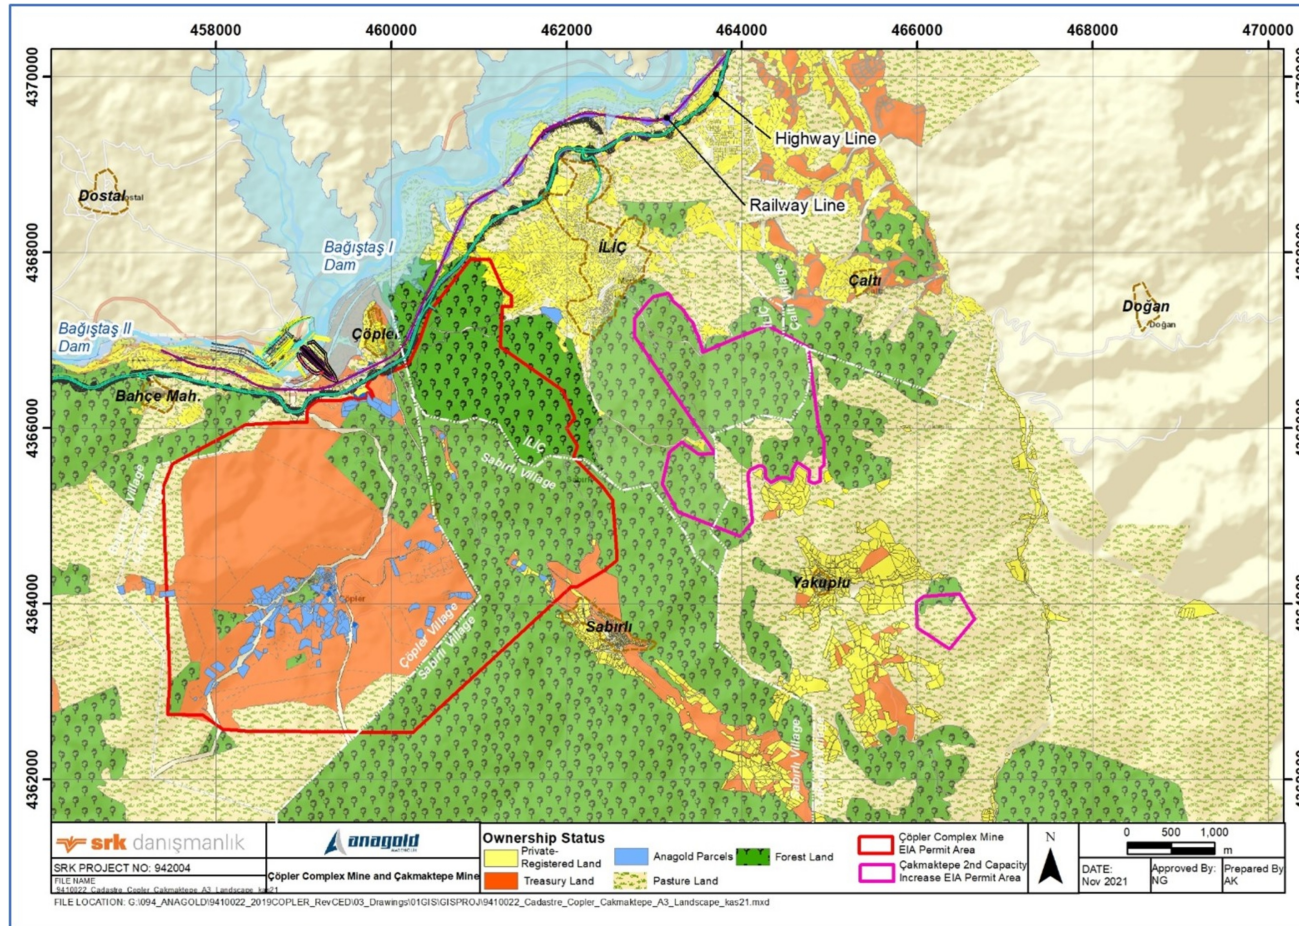 458000 460000 462000 464000 466000 468000 470000
4370000
4368000
4366000
4364000
4362000
Highway Line
Railway Line
Dostal
İLİÇ
Bağıştaş I
Dam
Çaltı
Doğan
Doğan
Bağıştaş II
Dam
Çöpler
Bahçe Mah.
İLİÇ
Çaltı Village
İLİÇ
Sabırlı Village
Yakuplu
Çöpler
Sabırlı
Çöpler Village
Sabırlı Village
Sabırlı Village
srk danışmanlık
SRK PROJECT NO: 942004
FILE NAME
anagold
Çöpler Complex Mine and Çakmaktepe Mine
Ownership Status
Private-
Registered Land
Anagold Parcels
Forest Land
Treasury Land
Pasture Land
Çöpler Complex Mine
EIA Permit Area
Çakmaktepe 2nd Capacity
Increase EIA Permit Area
N
0 500 1,000
m
DATE:
Nov 2021
Approved By:
NG
Prepared By
AK
9410022_Cadastre_Copler_Cakmaktepe_A3_Landscape_kas21
FILE LOCATION: G:\094_ANAGOLD\9410022_2019COPLER_RevCED\03_Drawings\01GIS\GISPROJ\9410022_Cadastre_Copler_Cakmaktepe_A3_Landscape_kas21.mxd